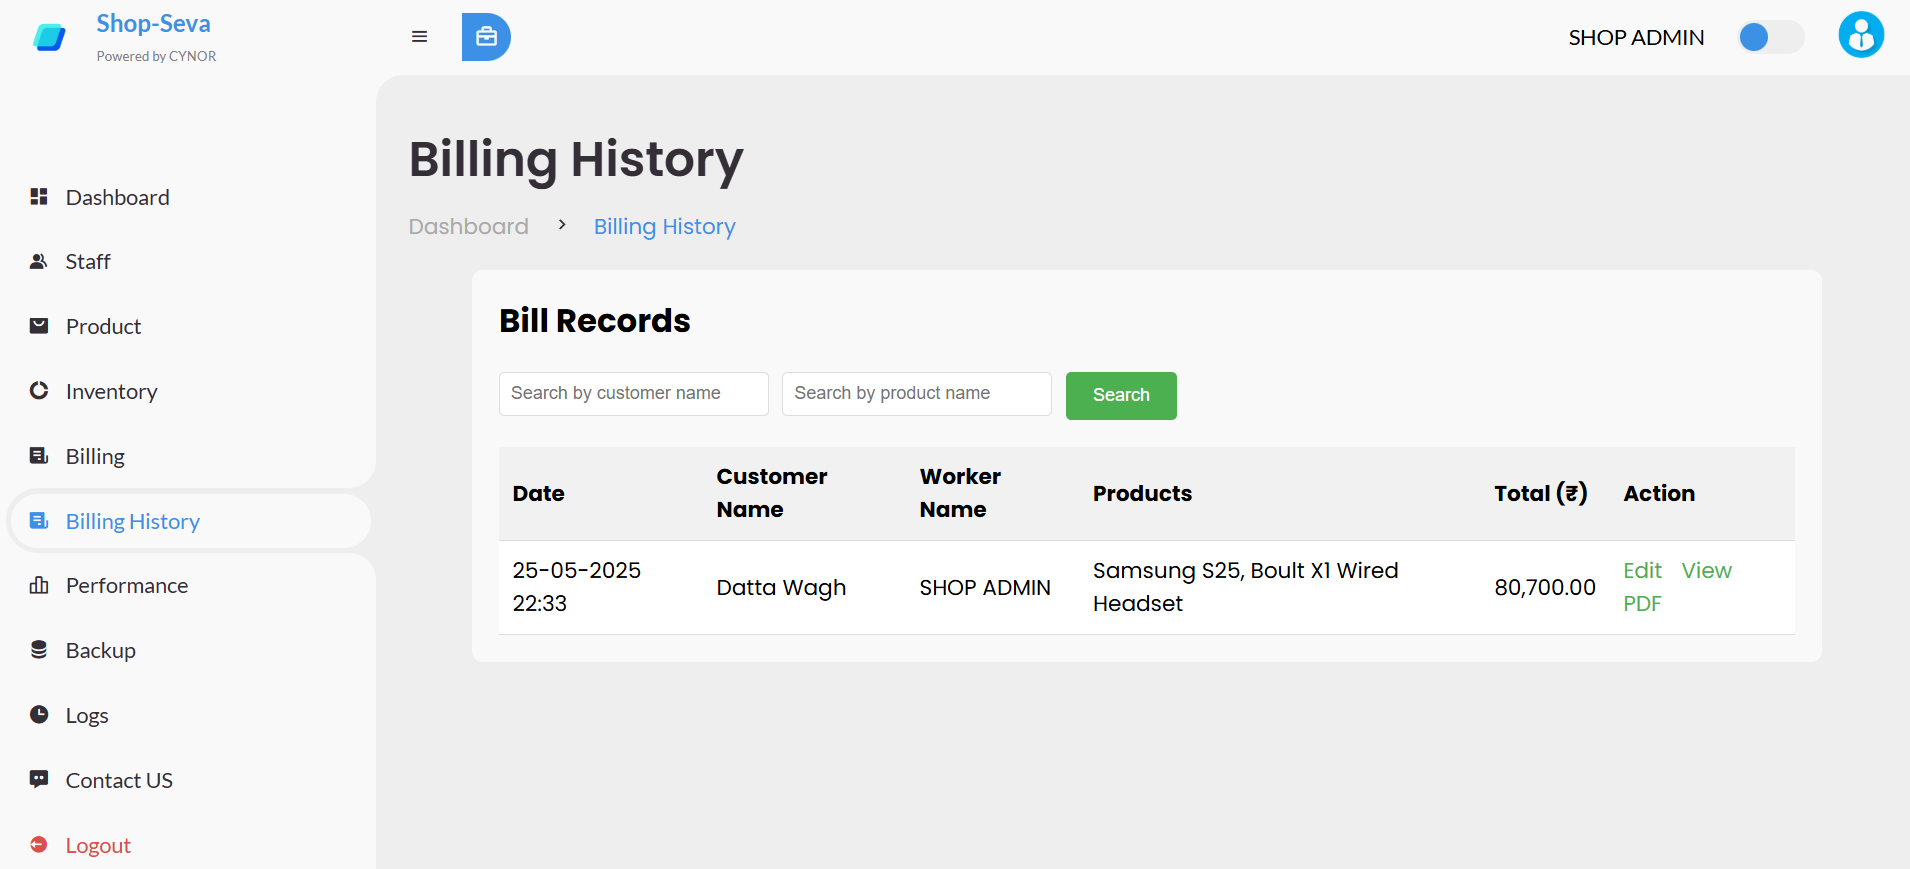 Shop-Seva
Powered by CYNOR
SHOP ADMIN
Dashboard
Staff
Product
Inventory
Billing
Billing History
Performance
Backup
Logs
Contact US
Logout
Billing History
Dashboard > Billing History
Bill Records
Search by customer name Search by product name Search
Date Customer Name Worker Name Products Total (₹) Action
25-05-2025 22:33 Datta Wagh SHOP ADMIN Samsung S25, Boult X1 Wired Headset 80,700.00 Edit View PDF